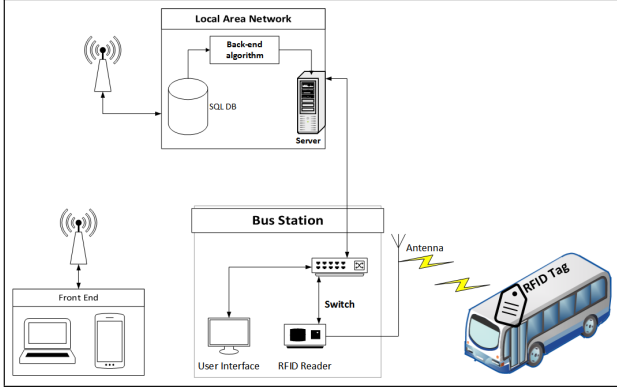 Local Area Network
Back-end
algorithm
SQL DB
Server
Bus Station
Antenna
RFID Tag
Front End
Switch
User Interface
RFID Reader